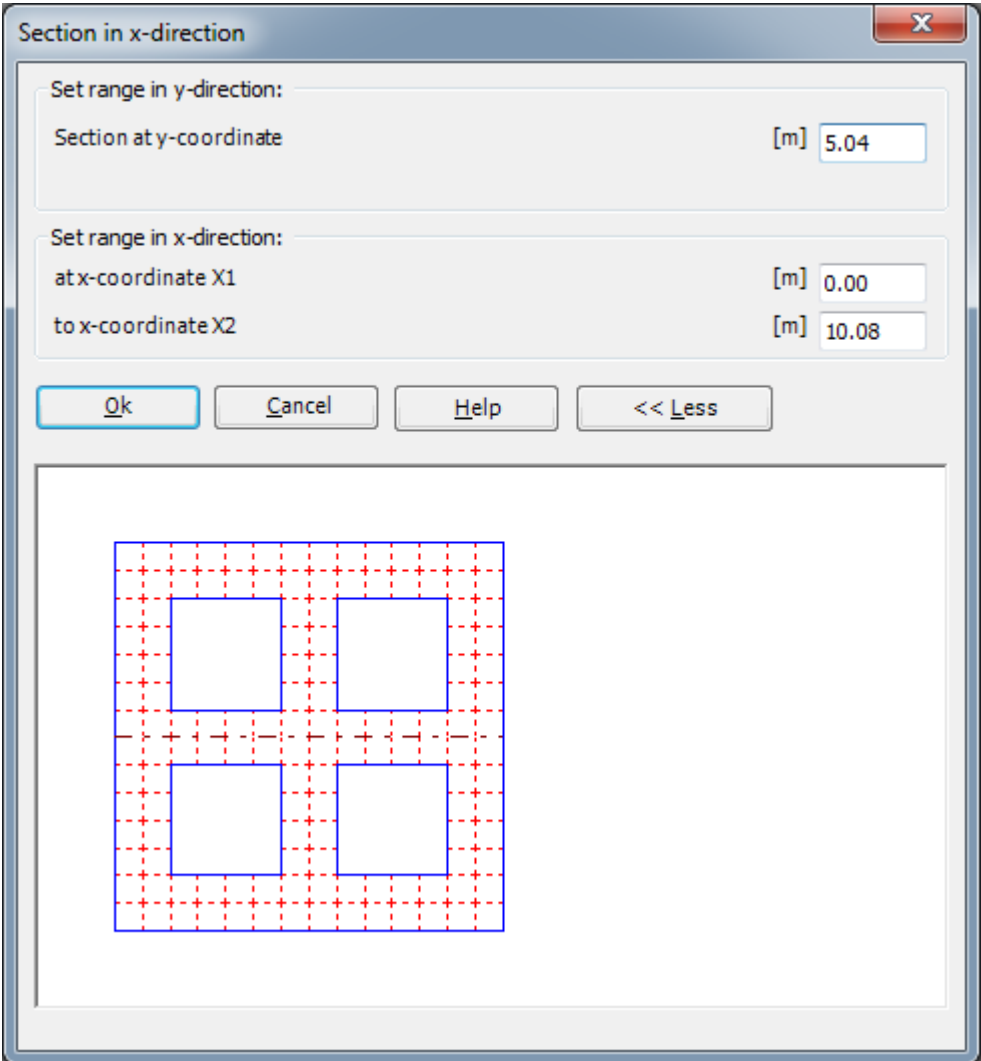 Section in x-direction
x
Set range in y-direction:
Section at y-coordinate [m] 5.04
Set range in x-direction:
at x-coordinate X1 [m] 0.00
to x-coordinate X2 [m] 10.08
Ok Cancel Help << Less